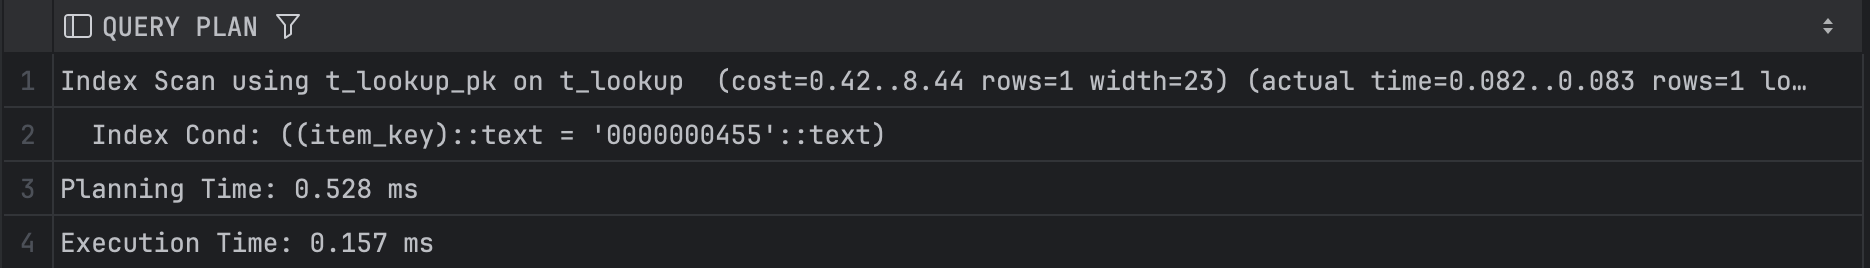 QUERY PLAN
1 Index Scan using t_lookup_pk on t_lookup  (cost=0.42..8.44 rows=1 width=23) (actual time=0.082..0.083 rows=1 lo…
2   Index Cond: ((item_key)::text = '0000000455'::text)
3 Planning Time: 0.528 ms
4 Execution Time: 0.157 ms